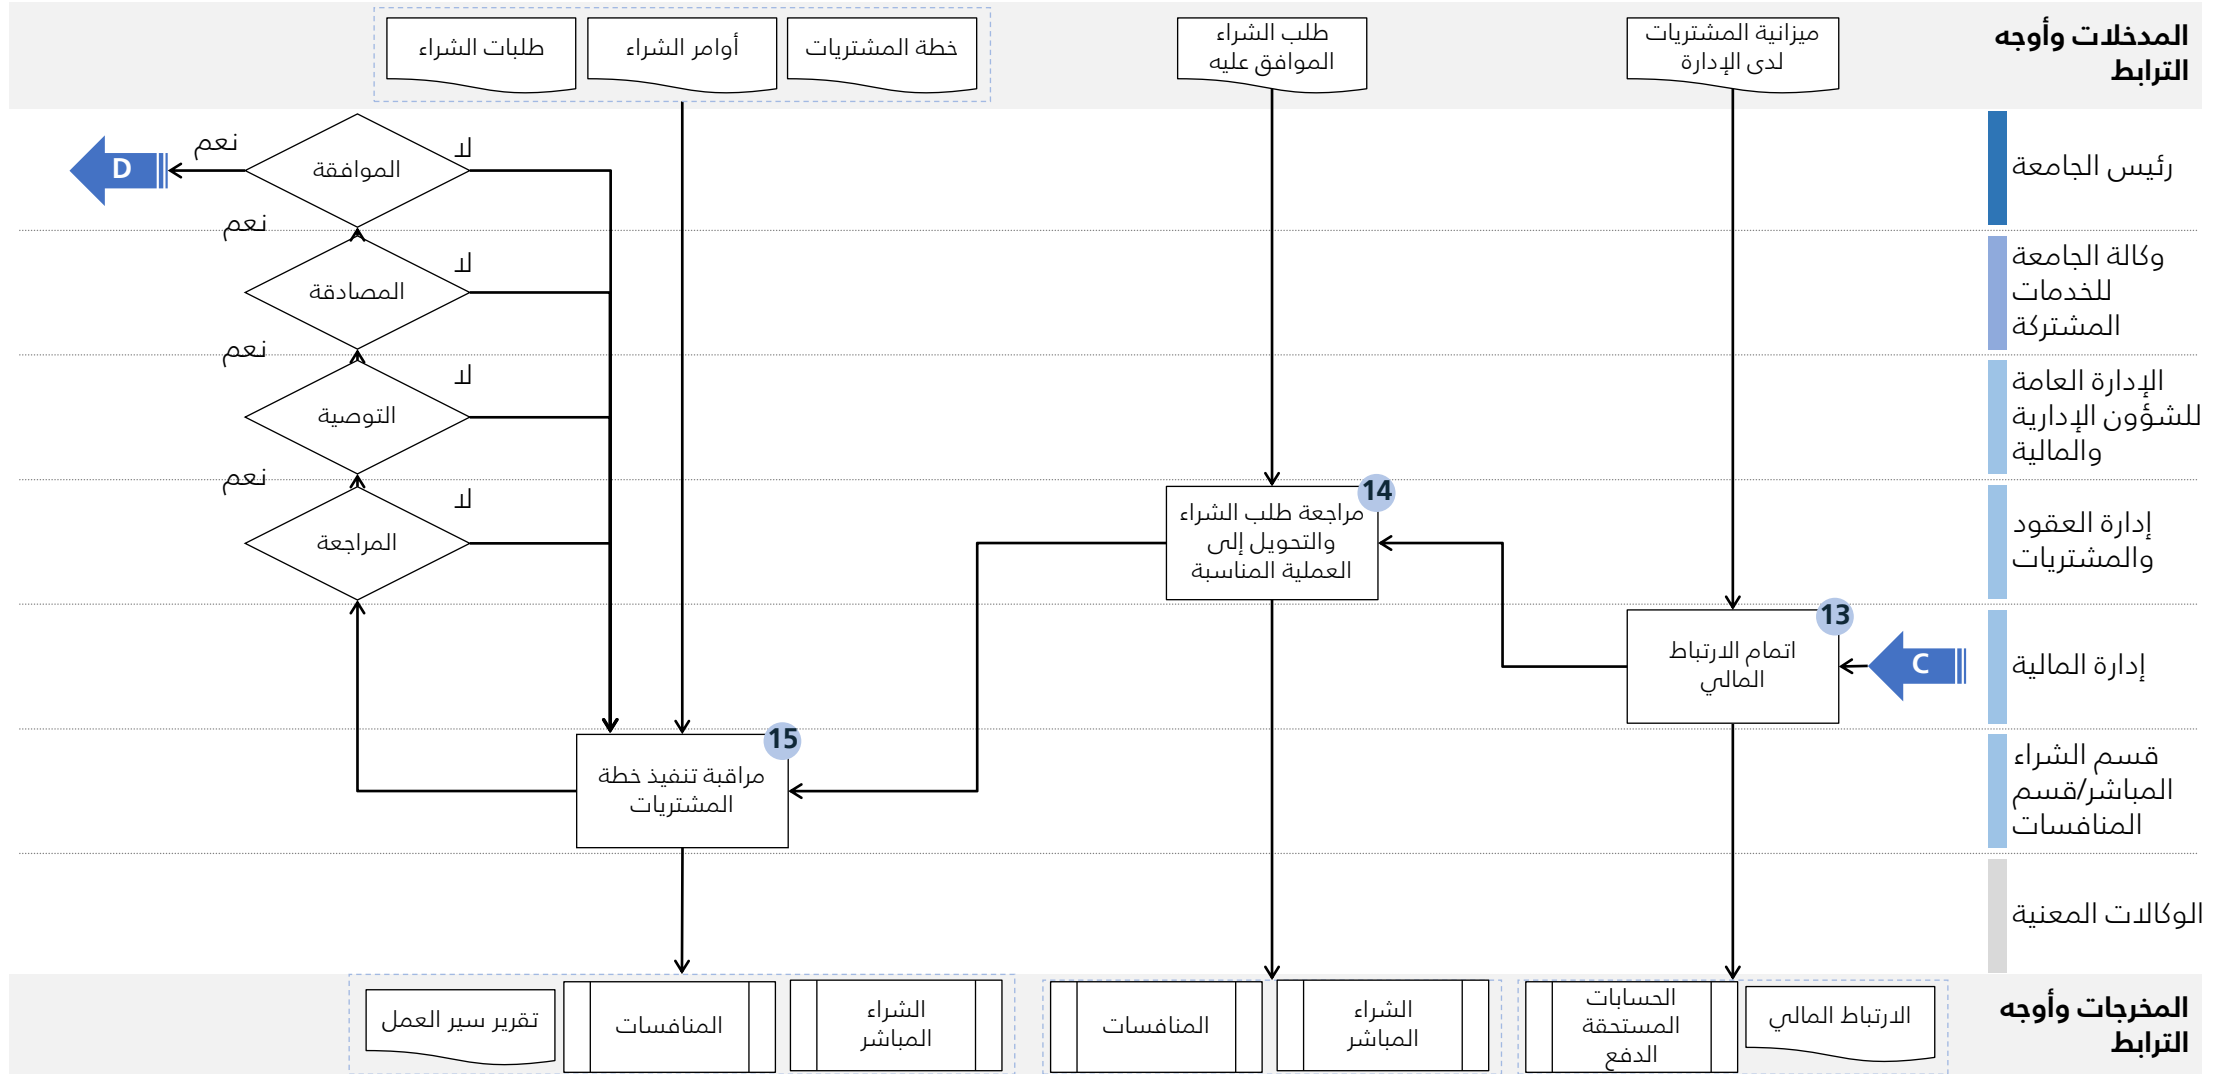 المدخلات وأوجه
الترابط
ميزانية المشتريات
لدى الإدارة
طلب الشراء
الموافق عليه
خطة المشتريات
أوامر الشراء
طلبات الشراء
رئيس الجامعة
لا
الموافقة
نعم
D
وكالة الجامعة
للخدمات
المشتركة
نعم
لا
المصادقة
الإدارة العامة
للشؤون الإدارية
والمالية
نعم
لا
التوصية
إدارة العقود
والمشتريات
14
مراجعة طلب الشراء
والتحويل إلى
العملية المناسبة
نعم
لا
المراجعة
إدارة المالية
C
13
اتمام الارتباط
المالي
قسم الشراء
المباشر/قسم
المنافسات
15
مراقبة تنفيذ خطة
المشتريات
الوكالات المعنية
المخرجات وأوجه
الترابط
الارتباط المالي
الحسابات
المستحقة
الدفع
الشراء
المباشر
المنافسات
الشراء
المباشر
المنافسات
تقرير سير العمل